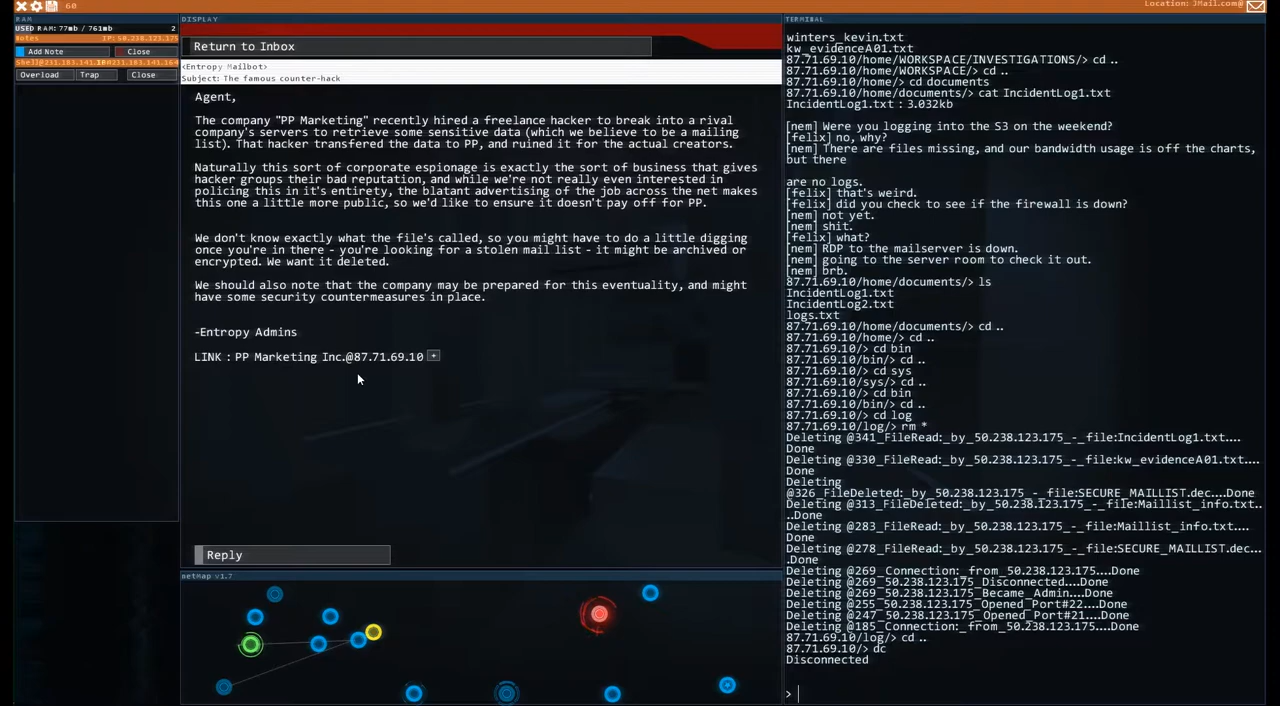 60
Location: JMail.com@
RAM
USED RAM: 77mb / 761mb 2
Notes IP: 50.238.123.175
Add Note Close
Overload Trap Close
DISPLAY
Return to Inbox
<Entropy Mailbot>
Subject: The famous counter-hack
Agent,
The company "PP Marketing" recently hired a freelance hacker to break into a rival
company's servers to retrieve some sensitive data (which we believe to be a mailing
list). That hacker transfered the data to PP, and ruined it for the actual creators.
Naturally this sort of corporate espionage is exactly the sort of business that gives
hacker groups their bad reputation, and while we're not really even interested in
policing this in it's entirety, the blatant advertising of the job across the net makes
this one a little more public, so we'd like to ensure it doesn't pay off for PP.
We don't know exactly what the file's called, so you might have to do a little digging
once you're in there - you're looking for a stolen mail list - it might be archived or
encrypted. We want it deleted.
We should also note that the company may be prepared for this eventuality, and might
have some security countermeasures in place.
-Entropy Admins
LINK : PP Marketing Inc.@87.71.69.10 +
Reply
netMap v1.7
TERMINAL
winters_kevin.txt
kw_evidenceA01.txt
87.71.69.10/home/WORKSPACE/INVESTIGATIONS/> cd ..
87.71.69.10/home/WORKSPACE/> cd ..
87.71.69.10/home/> cd documents
87.71.69.10/home/documents/> cat IncidentLog1.txt
IncidentLog1.txt : 3.032kb
[nem] Were you logging into the S3 on the weekend?
[felix] no, why?
[nem] There are files missing, and our bandwidth usage is off the charts,
but there
are no logs.
[felix] that's weird.
[felix] did you check to see if the firewall is down?
[nem] not yet.
[nem] shit.
[felix] what?
[nem] RDP to the mailserver is down.
[nem] going to the server room to check it out.
[nem] brb.
87.71.69.10/home/documents/> ls
IncidentLog1.txt
IncidentLog2.txt
logs.txt
87.71.69.10/home/documents/> cd ..
87.71.69.10/home/> cd ..
87.71.69.10/> cd bin
87.71.69.10/bin/> cd ..
87.71.69.10/> cd sys
87.71.69.10/sys/> cd ..
87.71.69.10/> cd bin
87.71.69.10/bin/> cd ..
87.71.69.10/> cd log
87.71.69.10/log/> rm *
Deleting @341_FileRead:_by_50.238.123.175_-_file:IncidentLog1.txt....
Done
Deleting @330_FileRead:_by_50.238.123.175_-_file:kw_evidenceA01.txt....
Done
Deleting
@326_FileDeleted:_by_50.238.123.175_-_file:SECURE_MAILLIST.dec....Done
Deleting @313_FileDeleted:_by_50.238.123.175_-_file:Maillist_info.txt..
..Done
Deleting @283_FileRead:_by_50.238.123.175_-_file:Maillist_info.txt....
Done
Deleting @278_FileRead:_by_50.238.123.175_-_file:SECURE_MAILLIST.dec...
.Done
Deleting @269_Connection:_from_50.238.123.175....Done
Deleting @269_50.238.123.175_Disconnected....Done
Deleting @269_50.238.123.175_Became_Admin....Done
Deleting @255_50.238.123.175_Opened_Port#22....Done
Deleting @247_50.238.123.175_Opened_Port#21....Done
Deleting @185_Connection:_from_50.238.123.175....Done
87.71.69.10/log/> cd ..
87.71.69.10/> dc
Disconnected
>